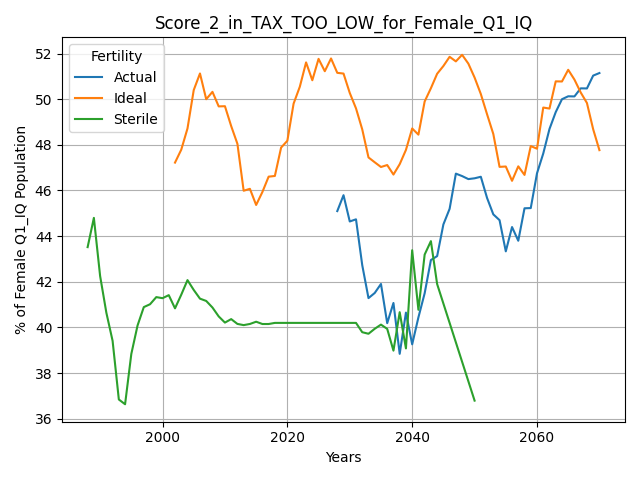 Score_2_in_TAX_TOO_LOW_for_Female_Q1_IQ
Fertility
Actual
Ideal
Sterile
% of Female Q1_IQ Population
52
50
48
46
44
42
40
38
36
2000
2020
2040
2060
Years